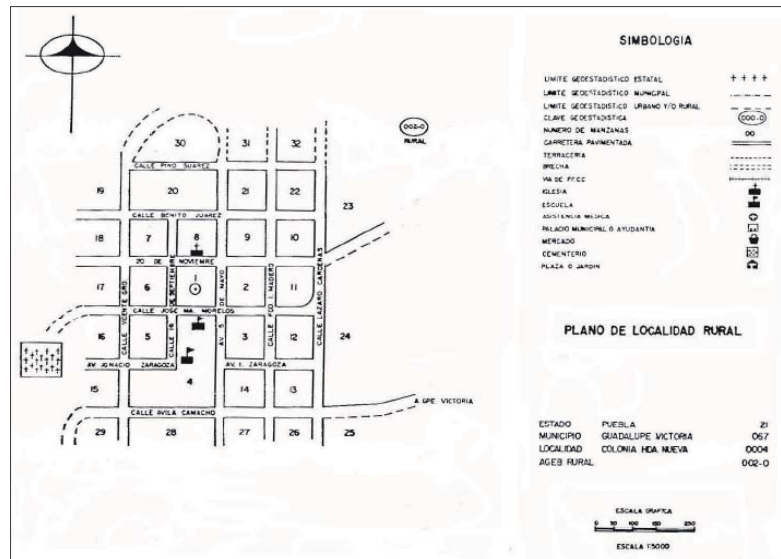 SIMBOLOGIA
LIMITE GEOESTADISTICO ESTATAL
LIMITE GEOESTADISTICO MUNICIPAL
LIMITE GEOESTADISTICO URBANO Y/O RURAL
CLAVE GEOESTADISTICA 000-0
NUMERO DE MANZANAS 00
CARRETERA PAVIMENTADA
TERRACERIA
BRECHA
VIA DE FF.CC
IGLESIA
ESCUELA
ASISTENCIA MEDICA
PALACIO MUNICIPAL O AYUDANTIA
MERCADO
CEMENTERIO
PLAZA O JARDIN
002-0
RURAL
30 31 32
CALLE PINO SUAREZ
19 20 21 22 23
CALLE BENITO JUAREZ
18 7 8 9 10
20 DE NOVIEMBRE
17 6 1 2 11
CALLE JOSE MA. MORELOS
16 5 3 12 24
AV. IGNACIO ZARAGOZA
AV. I. ZARAGOZA
15 4 14 13
CALLE AVILA CAMACHO
29 28 27 26 25
CALLE VICENTE GRO.
CALLE 16 DE SEPTIEMBRE
AV. 5 DE MAYO
CALLE FCO. I. MADERO
CALLE LAZARO CARDENAS
A GPE. VICTORIA
PLANO DE LOCALIDAD RURAL
ESTADO PUEBLA 21
MUNICIPIO GUADALUPE VICTORIA 067
LOCALIDAD COLONIA HDA. NUEVA 0004
AGEB RURAL 002-0
ESCALA GRAFICA
0 50 100 150 250
ESCALA 1:5000